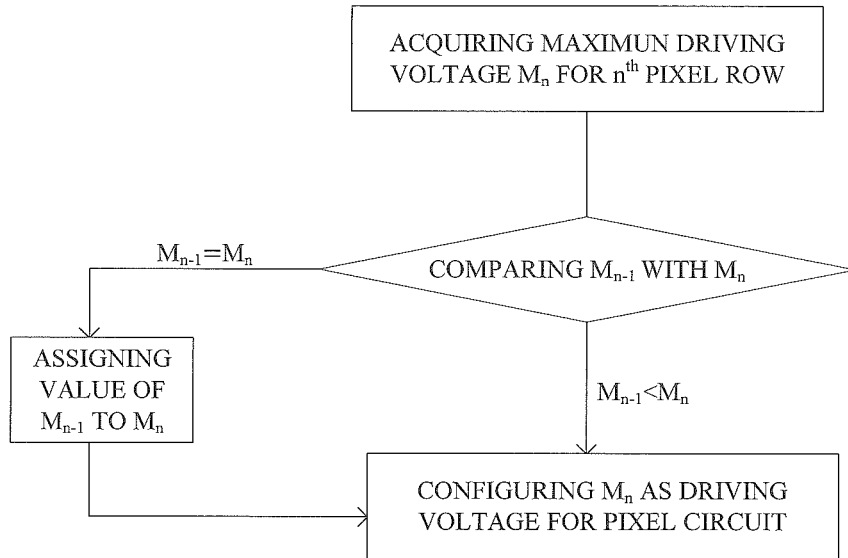 ACQUIRING MAXIMUN DRIVING
VOLTAGE Mₙ FOR nᵗʰ PIXEL ROW
Mₙ₋₁=Mₙ
COMPARING Mₙ₋₁ WITH Mₙ
ASSIGNING
VALUE OF
Mₙ₋₁ TO Mₙ
Mₙ₋₁<Mₙ
CONFIGURING Mₙ AS DRIVING
VOLTAGE FOR PIXEL CIRCUIT